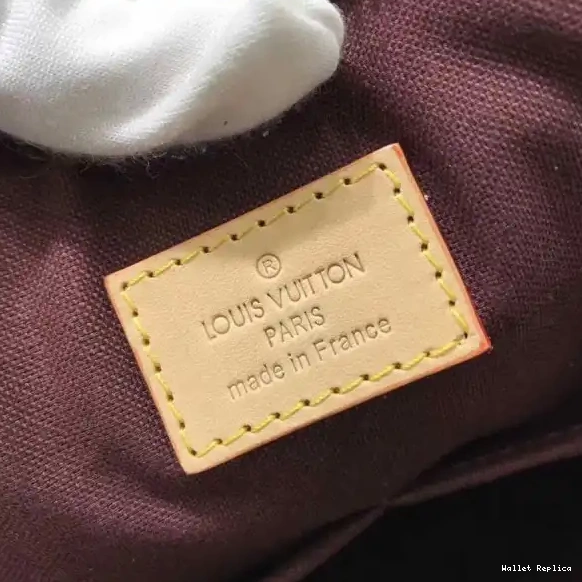 ®
LOUIS VUITTON
PARIS
made in France
Wallet Replica